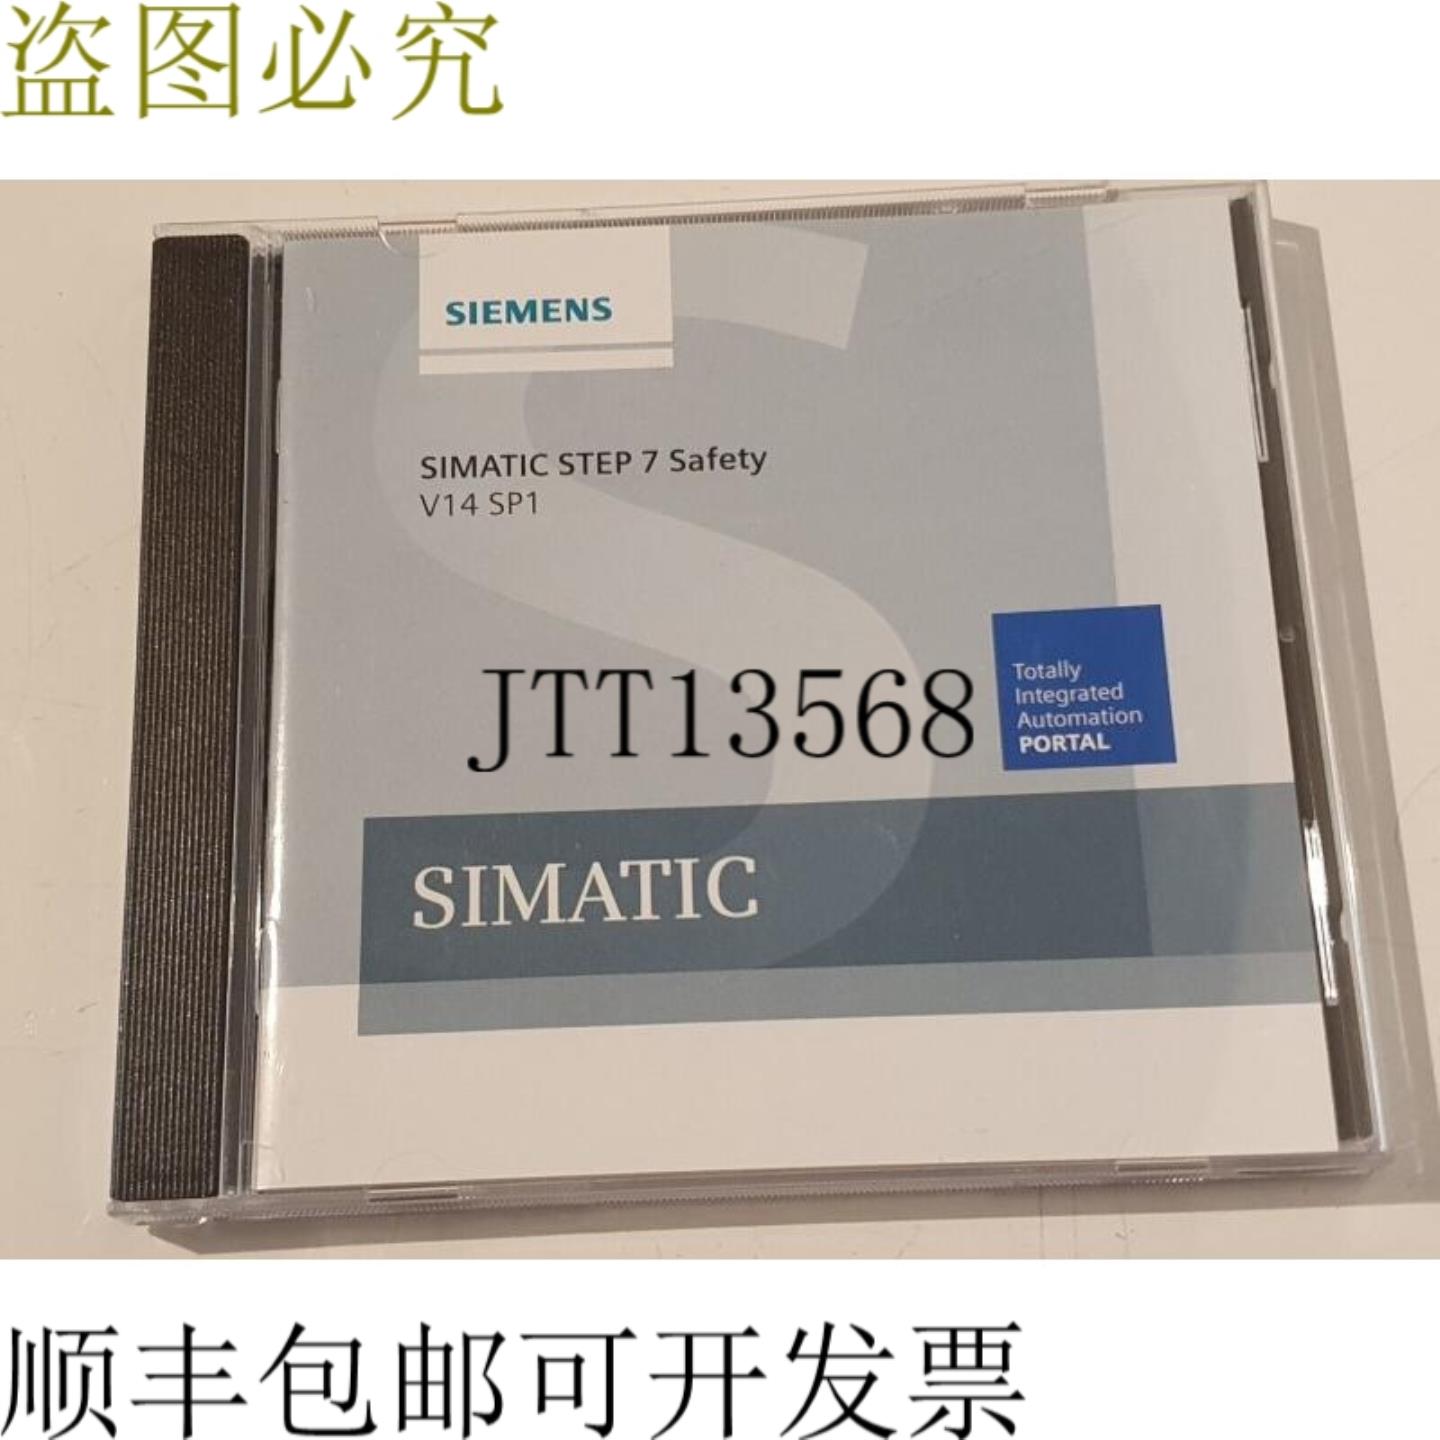 盗图必究
SIEMENS
SIMATIC STEP 7 Safety
V14 SP1
JTT13568
Totally
Integrated
Automation
PORTAL
SIMATIC
顺丰包邮可开发票